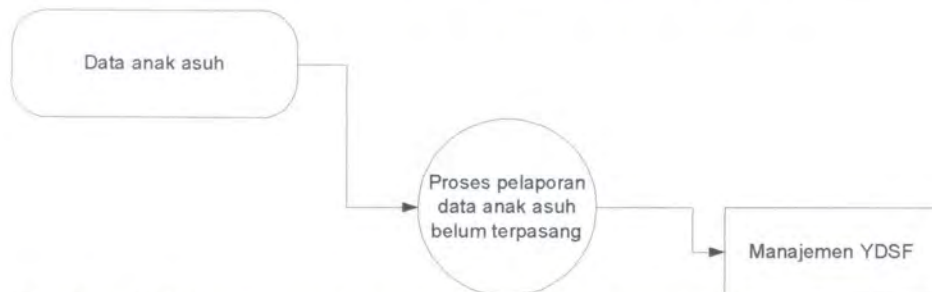 Data anak asuh
Proses pelaporan
data anak asuh
belum terpasang
Manajemen YDSF